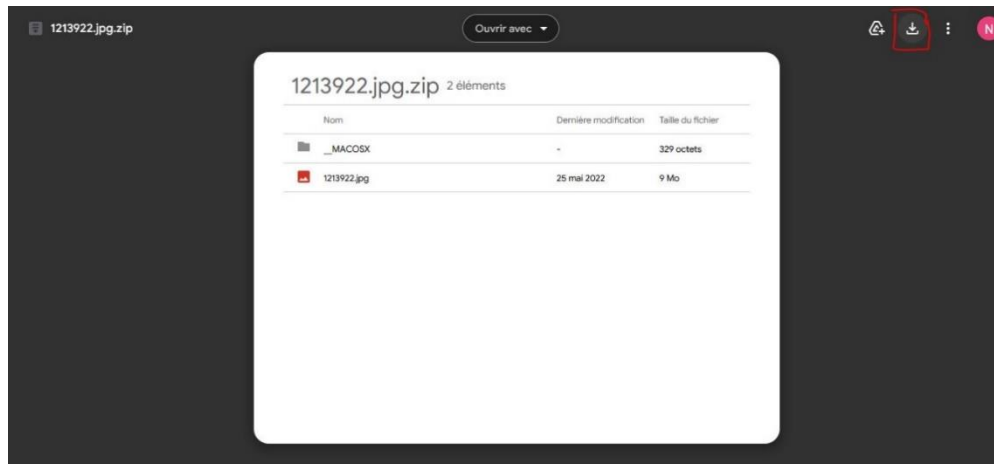 1213922.jpg.zip
Ouvrir avec
N
1213922.jpg.zip 2 éléments
Nom Dernière modification Taille du fichier
__MACOSX - 329 octets
1213922.jpg 25 mai 2022 9 Mo